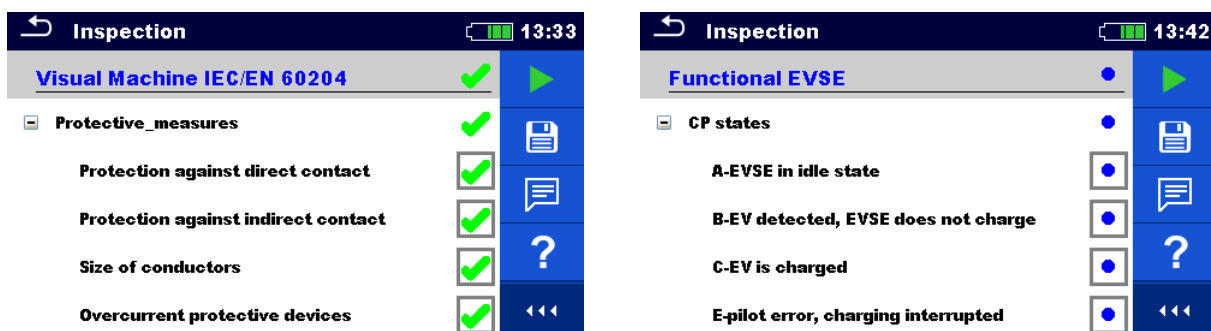 Inspection 13:33
Visual Machine IEC/EN 60204
Protective_measures
Protection against direct contact
Protection against indirect contact
Size of conductors
Overcurrent protective devices
?
Inspection 13:42
Functional EVSE
CP states
A-EVSE in idle state
B-EV detected, EVSE does not charge
C-EV is charged
E-pilot error, charging interrupted
?